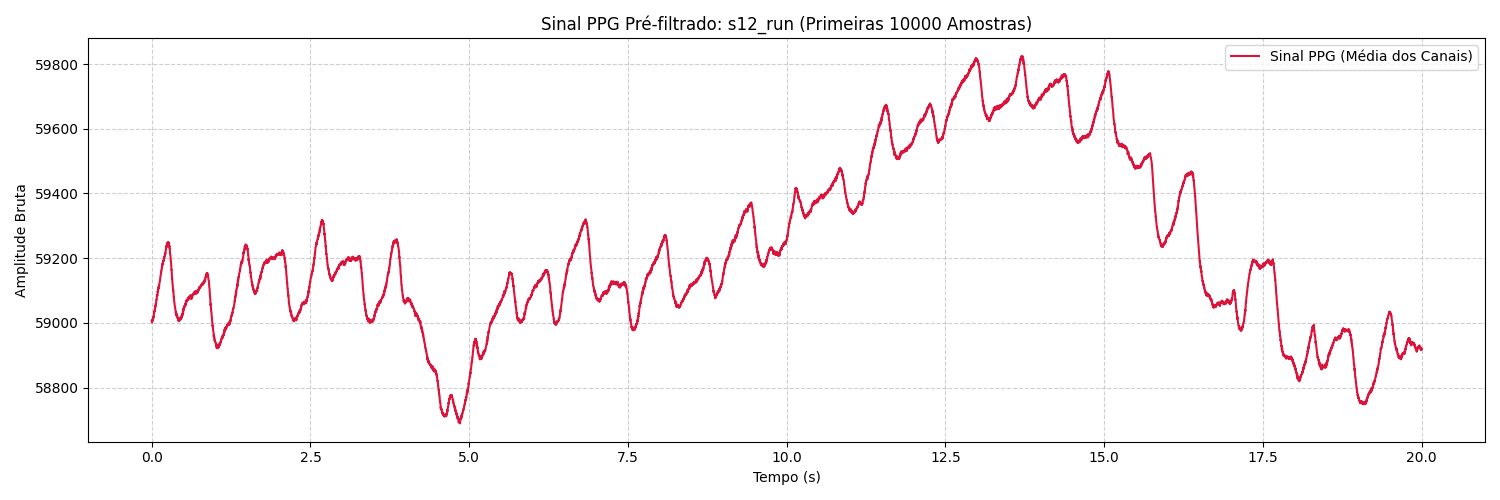 Sinal PPG Pré-filtrado: s12_run (Primeiras 10000 Amostras)
Sinal PPG (Média dos Canais)
Amplitude Bruta
59800
59600
59400
59200
59000
58800
0.0 2.5 5.0 7.5 10.0 12.5 15.0 17.5 20.0
Tempo (s)